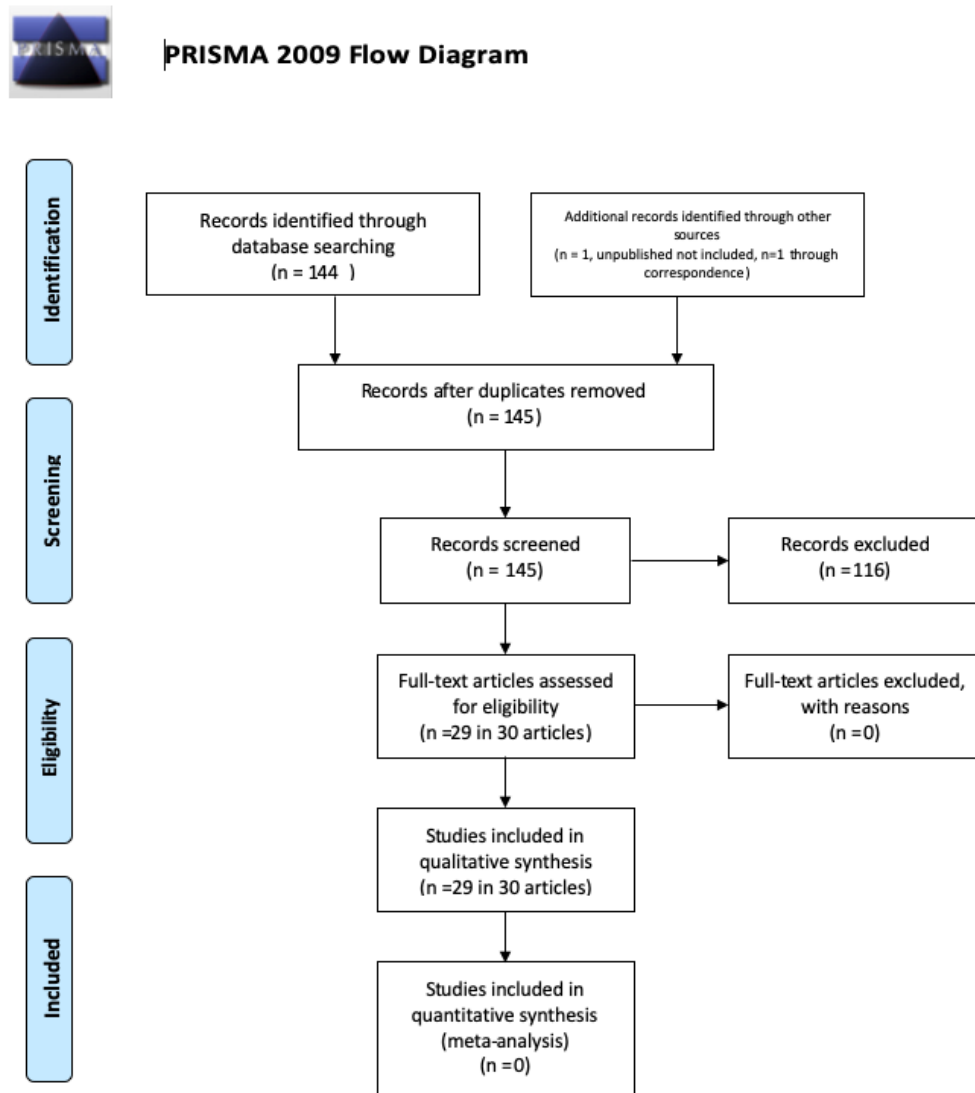 PRISMA
PRISMA 2009 Flow Diagram
Identification
Records identified through
database searching
(n = 144 )
Additional records identified through other
sources
(n = 1, unpublished not included, n=1 through
correspondence)
Records after duplicates removed
(n = 145)
Screening
Records screened
(n = 145)
Records excluded
(n =116)
Eligibility
Full-text articles assessed
for eligibility
(n =29 in 30 articles)
Full-text articles excluded,
with reasons
(n =0)
Studies included in
qualitative synthesis
(n =29 in 30 articles)
Included
Studies included in
quantitative synthesis
(meta-analysis)
(n =0)